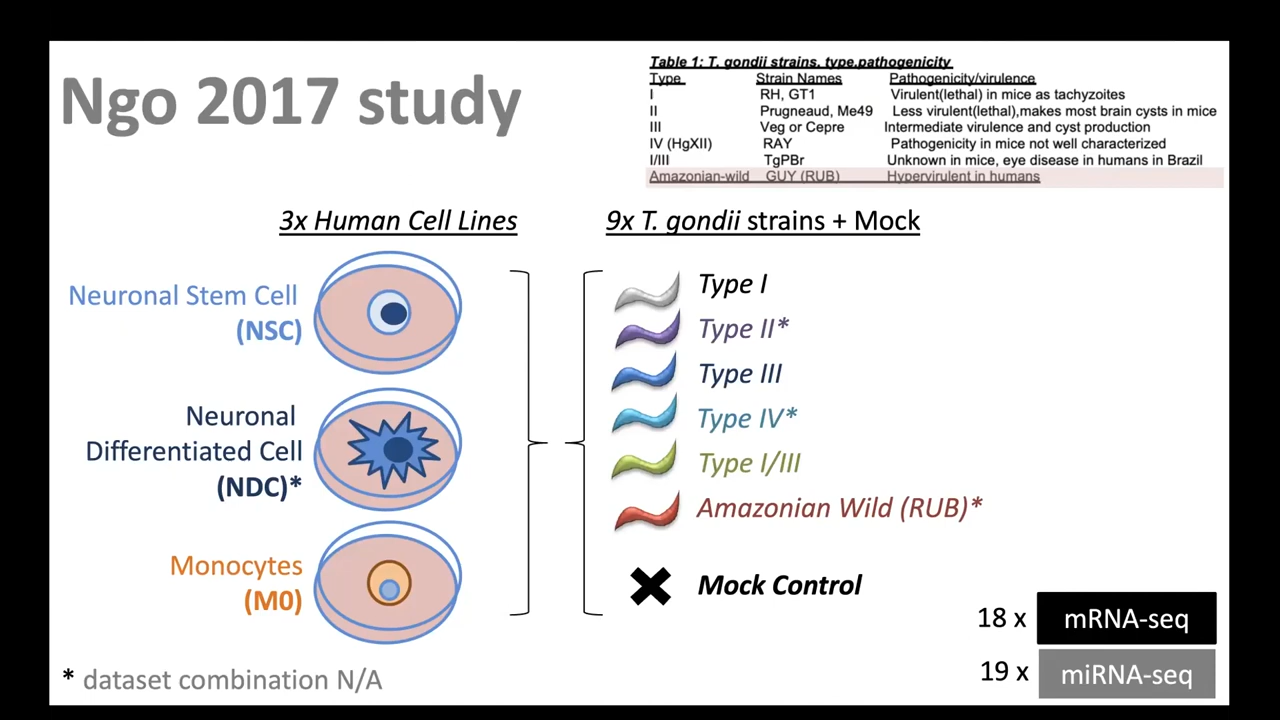 Ngo 2017 study
Table 1: T. gondii strains, type,pathogenicity
Type Strain Names Pathogenicity/virulence
I RH, GT1 Virulent(lethal) in mice as tachyzoites
II Prugneaud, Me49 Less virulent(lethal),makes most brain cysts in mice
III Veg or Cepre Intermediate virulence and cyst production
IV (HgXII) RAY Pathogenicity in mice not well characterized
I/III TgPBr Unknown in mice, eye disease in humans in Brazil
Amazonian-wild GUY (RUB) Hypervirulent in humans
3x Human Cell Lines
Neuronal Stem Cell
(NSC)
Neuronal
Differentiated Cell
(NDC)*
Monocytes
(M0)
9x T. gondii strains + Mock
Type I
Type II*
Type III
Type IV*
Type I/III
Amazonian Wild (RUB)*
Mock Control
18 x mRNA-seq
19 x miRNA-seq
* dataset combination N/A